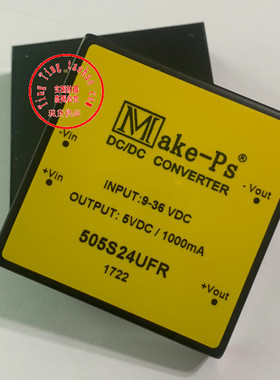 Make-Ps®
DC/DC CONVERTER
-Vin
+Vin
INPUT:9-36 VDC
OUTPUT: 5VDC / 1000mA
-Vout
+Vout
505S24UFR
1722